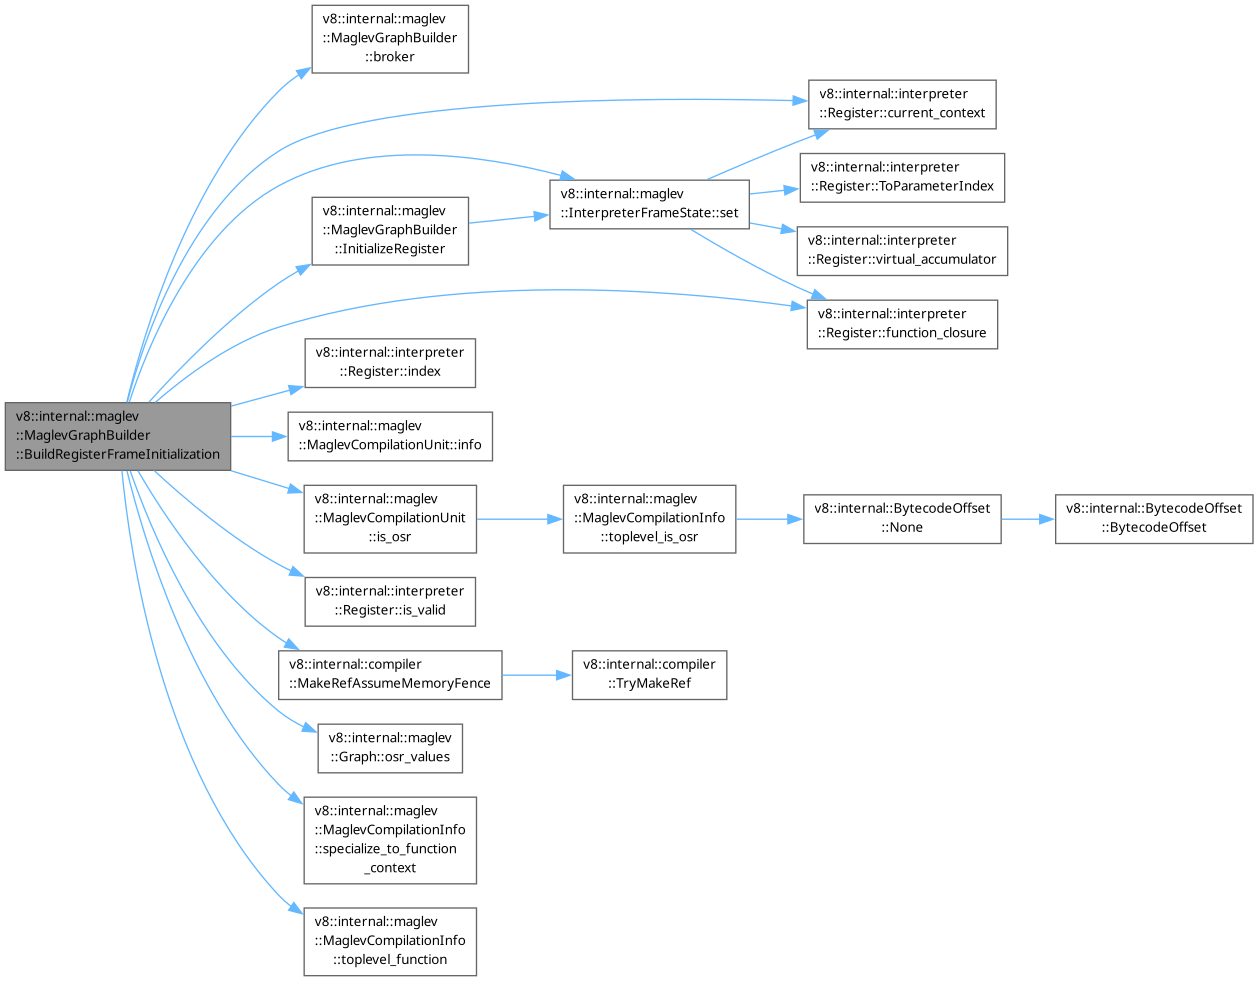 v8::internal::maglev
::MaglevGraphBuilder
::broker
v8::internal::interpreter
::Register::current_context
v8::internal::interpreter
::Register::ToParameterIndex
v8::internal::maglev
::InterpreterFrameState::set
v8::internal::maglev
::MaglevGraphBuilder
::InitializeRegister
v8::internal::interpreter
::Register::virtual_accumulator
v8::internal::interpreter
::Register::function_closure
v8::internal::interpreter
::Register::index
v8::internal::maglev
::MaglevGraphBuilder
::BuildRegisterFrameInitialization
v8::internal::maglev
::MaglevCompilationUnit::info
v8::internal::maglev
::MaglevCompilationUnit
::is_osr
v8::internal::maglev
::MaglevCompilationInfo
::toplevel_is_osr
v8::internal::BytecodeOffset
::None
v8::internal::BytecodeOffset
::BytecodeOffset
v8::internal::interpreter
::Register::is_valid
v8::internal::compiler
::MakeRefAssumeMemoryFence
v8::internal::compiler
::TryMakeRef
v8::internal::maglev
::Graph::osr_values
v8::internal::maglev
::MaglevCompilationInfo
::specialize_to_function
_context
v8::internal::maglev
::MaglevCompilationInfo
::toplevel_function